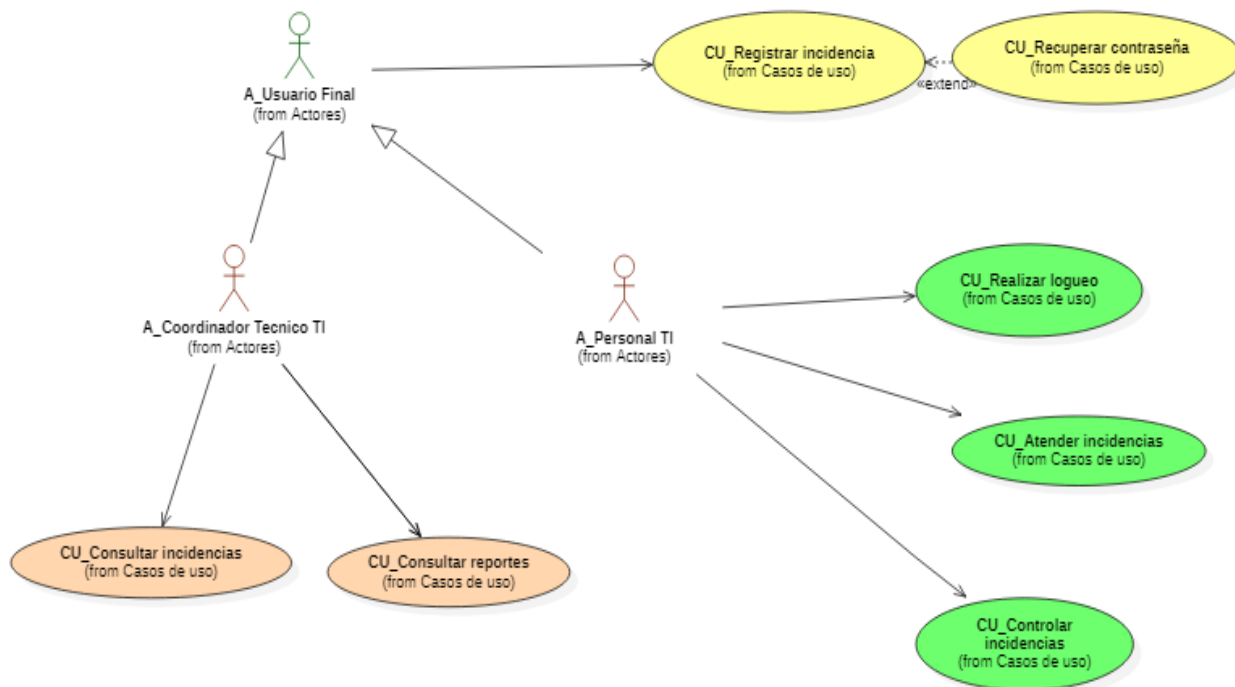 CU_Registrar incidencia
(from Casos de uso)
CU_Recuperar contraseña
(from Casos de uso)
«extend»
A_Usuario Final
(from Actores)
A_Coordinador Tecnico TI
(from Actores)
A_Personal TI
(from Actores)
CU_Realizar logueo
(from Casos de uso)
CU_Atender incidencias
(from Casos de uso)
CU_Consultar incidencias
(from Casos de uso)
CU_Consultar reportes
(from Casos de uso)
CU_Controlar
incidencias
(from Casos de uso)